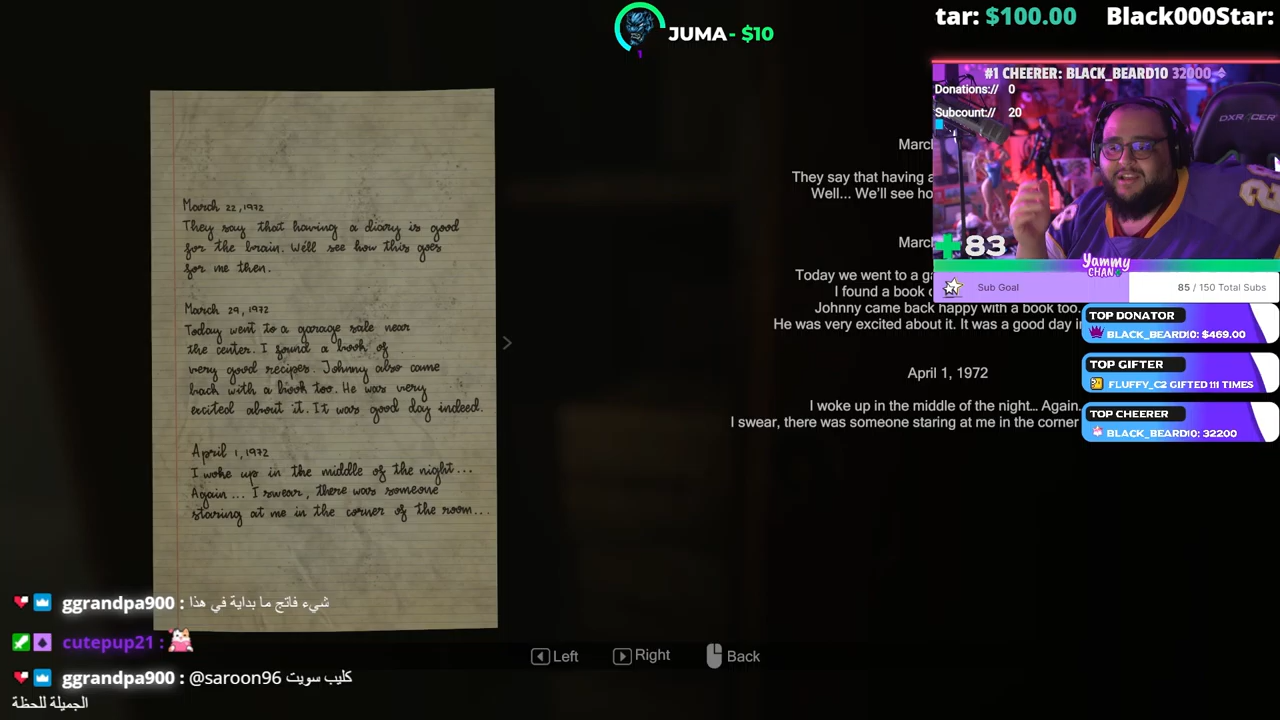 tar: $100.00 Black000Star:
JUMA- $10
1
#1 CHEERER: BLACK_BEARD10 32000
Donations:// 0
Subcount:// 20
DXRACER
83
Yammy
CHAN
Sub Goal 85 / 150 Total Subs
TOP DONATOR
BLACK_BEARD10: $469.00
TOP GIFTER
FLUFFY_C2 GIFTED 111 TIMES
TOP CHEERER
BLACK_BEARD10: 32200
March 22, 1972
They say that having a diary is good
for the brain. We'll see how this goes
for me then.
March 29, 1972
Today went to a garage sale near
the center. I found a book of
very good recipes. Johnny also came
back with a book too. He was very
excited about it. It was good day indeed.
April 1, 1972
I woke up in the middle of the night...
Again... I swear, there was someone
staring at me in the corner of the room...
They say that having a
Well... We'll see ho
Today we went to a ga
I found a book
Johnny came back happy with a book too.
He was very excited about it. It was a good day i
April 1, 1972
I woke up in the middle of the night... Again.
I swear, there was someone staring at me in the corner
ggrandpa900 : شيء فاتج ما بداية في هذا
cutepup21 :
ggrandpa900 : @saroon96 كليب سويت
الجميلة للحظة
Left Right Back